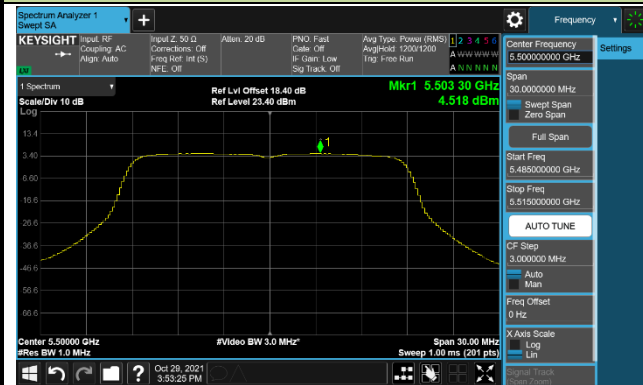 Spectrum Analyzer 1
Swept SA
Frequency
KEYSIGHT
Input: RF
Coupling: AC
Align: Auto
Input Z: 50 Ω
Corrections: Off
Freq Ref: Int (S)
NFE: Off
Atten: 20 dB
PNO: Fast
Gate: Off
IF Gain: Low
Sig Track: Off
Avg Type: Power (RMS)
Avg|Hold: 1200/1200
Trig: Free Run
1 2 3 4 5 6
A W W W W W
A N N N N N
LXI
1 Spectrum
Scale/Div 10 dB
Log
Ref Lvl Offset 18.40 dB
Ref Level 23.40 dBm
Mkr1 5.503 30 GHz
4.518 dBm
1
13.4
3.40
-6.60
-16.6
-26.6
-36.6
-46.6
-56.6
-66.6
Center 5.50000 GHz
#Res BW 1.0 MHz
#Video BW 3.0 MHz*
Span 30.00 MHz
Sweep 1.00 ms (201 pts)
Center Frequency
5.500000000 GHz
Span
30.0000000 MHz
Swept Span
Zero Span
Full Span
Start Freq
5.485000000 GHz
Stop Freq
5.515000000 GHz
AUTO TUNE
CF Step
3.000000 MHz
Auto
Man
Freq Offset
0 Hz
X Axis Scale
Log
Lin
Signal Track
(Span Zoom)
Settings
?
Oct 29, 2021
3:53:25 PM